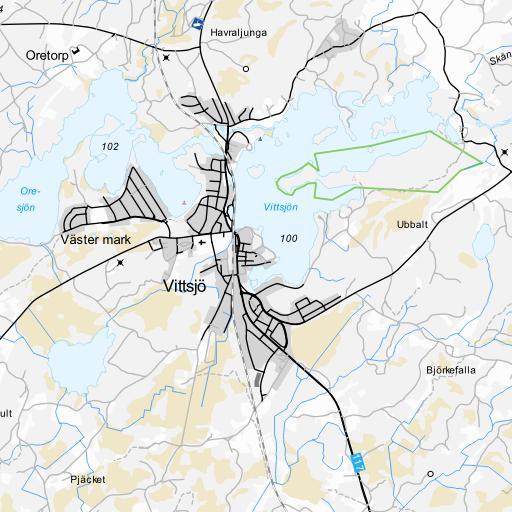 Havraljunga
Oretorp
Skån
102
Ore-
sjön
Vittsjön
Ubbalt
Väster mark
100
Vittsjö
Björkefalla
ult
117
Pjäcket